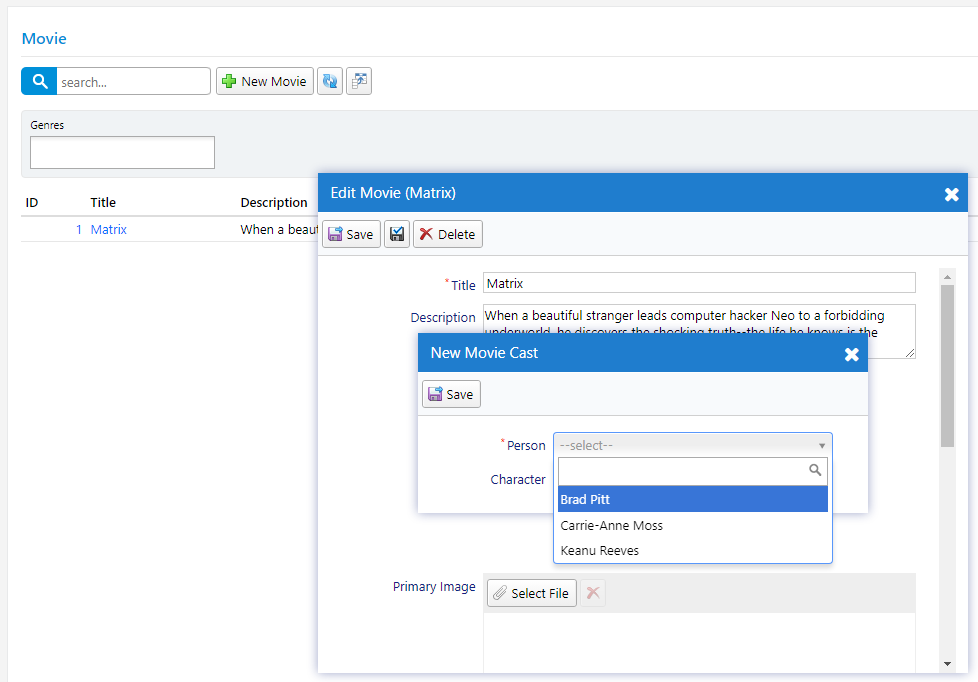 Movie
search...
New Movie
Genres
ID Title Description
1 Matrix When a beaut
Edit Movie (Matrix)
Save Delete
*Title Matrix
Description When a beautiful stranger leads computer hacker Neo to a forbidding
underworld, he discovers the shocking truth--the life he knows is the
New Movie Cast
Save
*Person --select--
Character
Brad Pitt
Carrie-Anne Moss
Keanu Reeves
Primary Image Select File